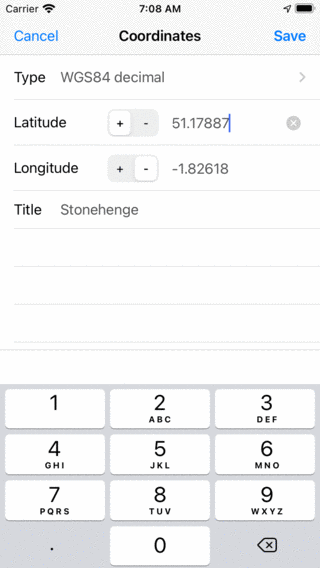 Carrier 7:08 AM
Cancel Coordinates Save
Type WGS84 decimal
Latitude + - 51.17887
Longitude + - -1.82618
Title Stonehenge
1 2 3
ABC DEF
4 5 6
GHI JKL MNO
7 8 9
PQRS TUV WXYZ
. 0